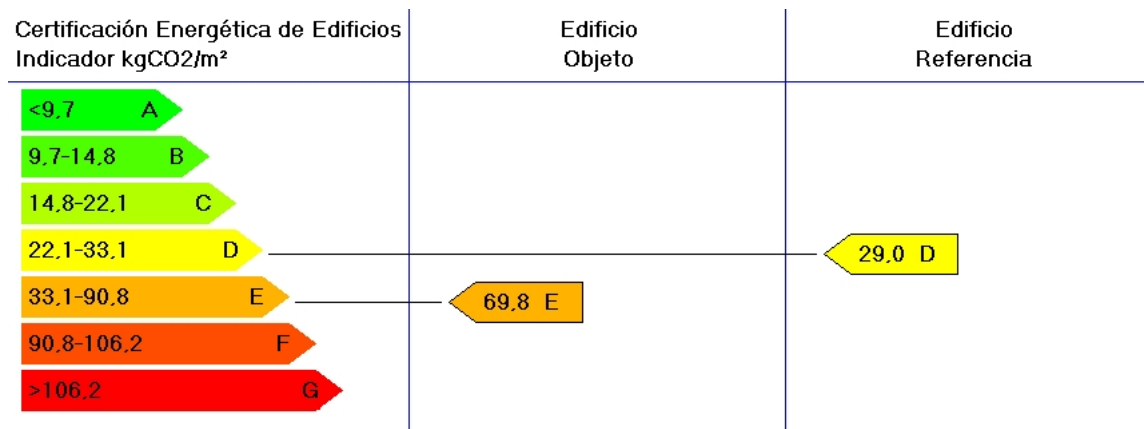 Certificación Energética de Edificios
Indicador kgCO2/m²
Edificio
Objeto
Edificio
Referencia
<9,7 A
9,7-14,8 B
14,8-22,1 C
22,1-33,1 D
29,0 D
33,1-90,8 E
69,8 E
90,8-106,2 F
>106,2 G